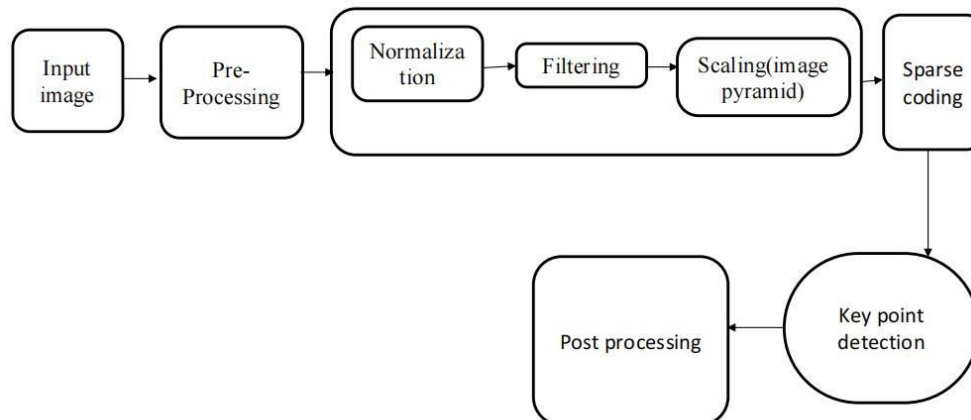 Input
image
Pre-
Processing
Normaliza
tion
Filtering
Scaling(image
pyramid)
Sparse
coding
Key point
detection
Post processing